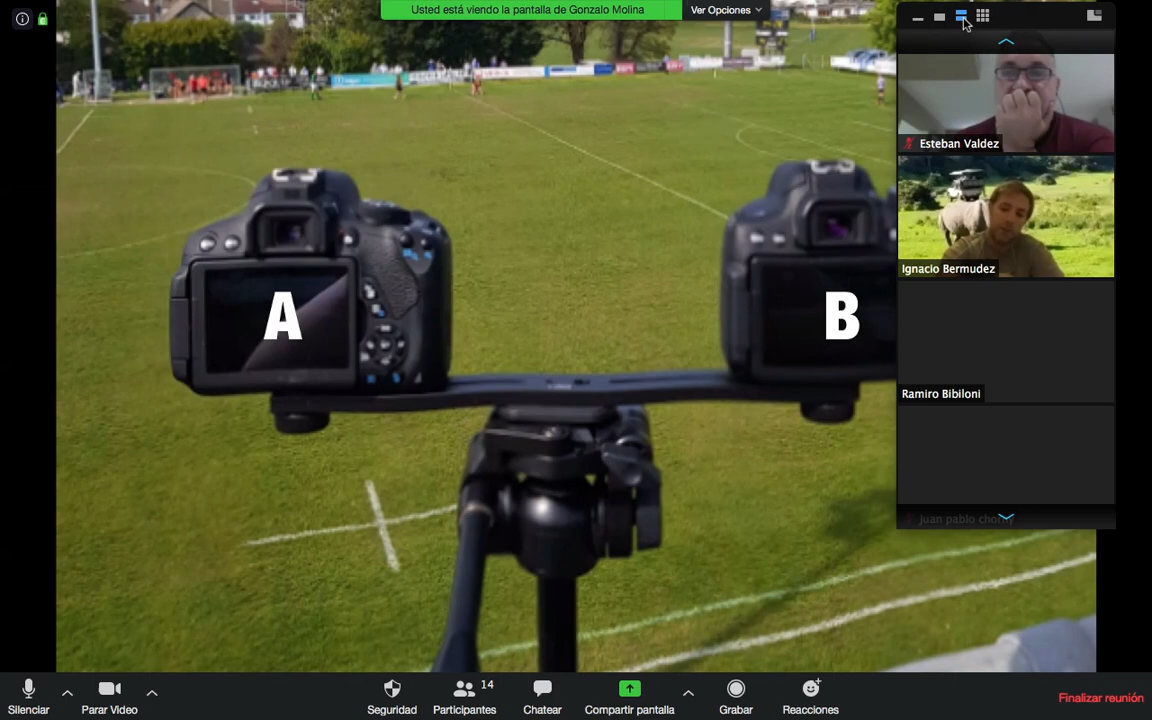 Usted está viendo la pantalla de Gonzalo Molina
Ver Opciones
Esteban Valdez
Ignacio Bermudez
Ramiro Bibiloni
A
B
Silenciar
Parar Video
Seguridad
14
Participantes
Chatear
Compartir pantalla
Grabar
Reacciones
Finalizar reunión